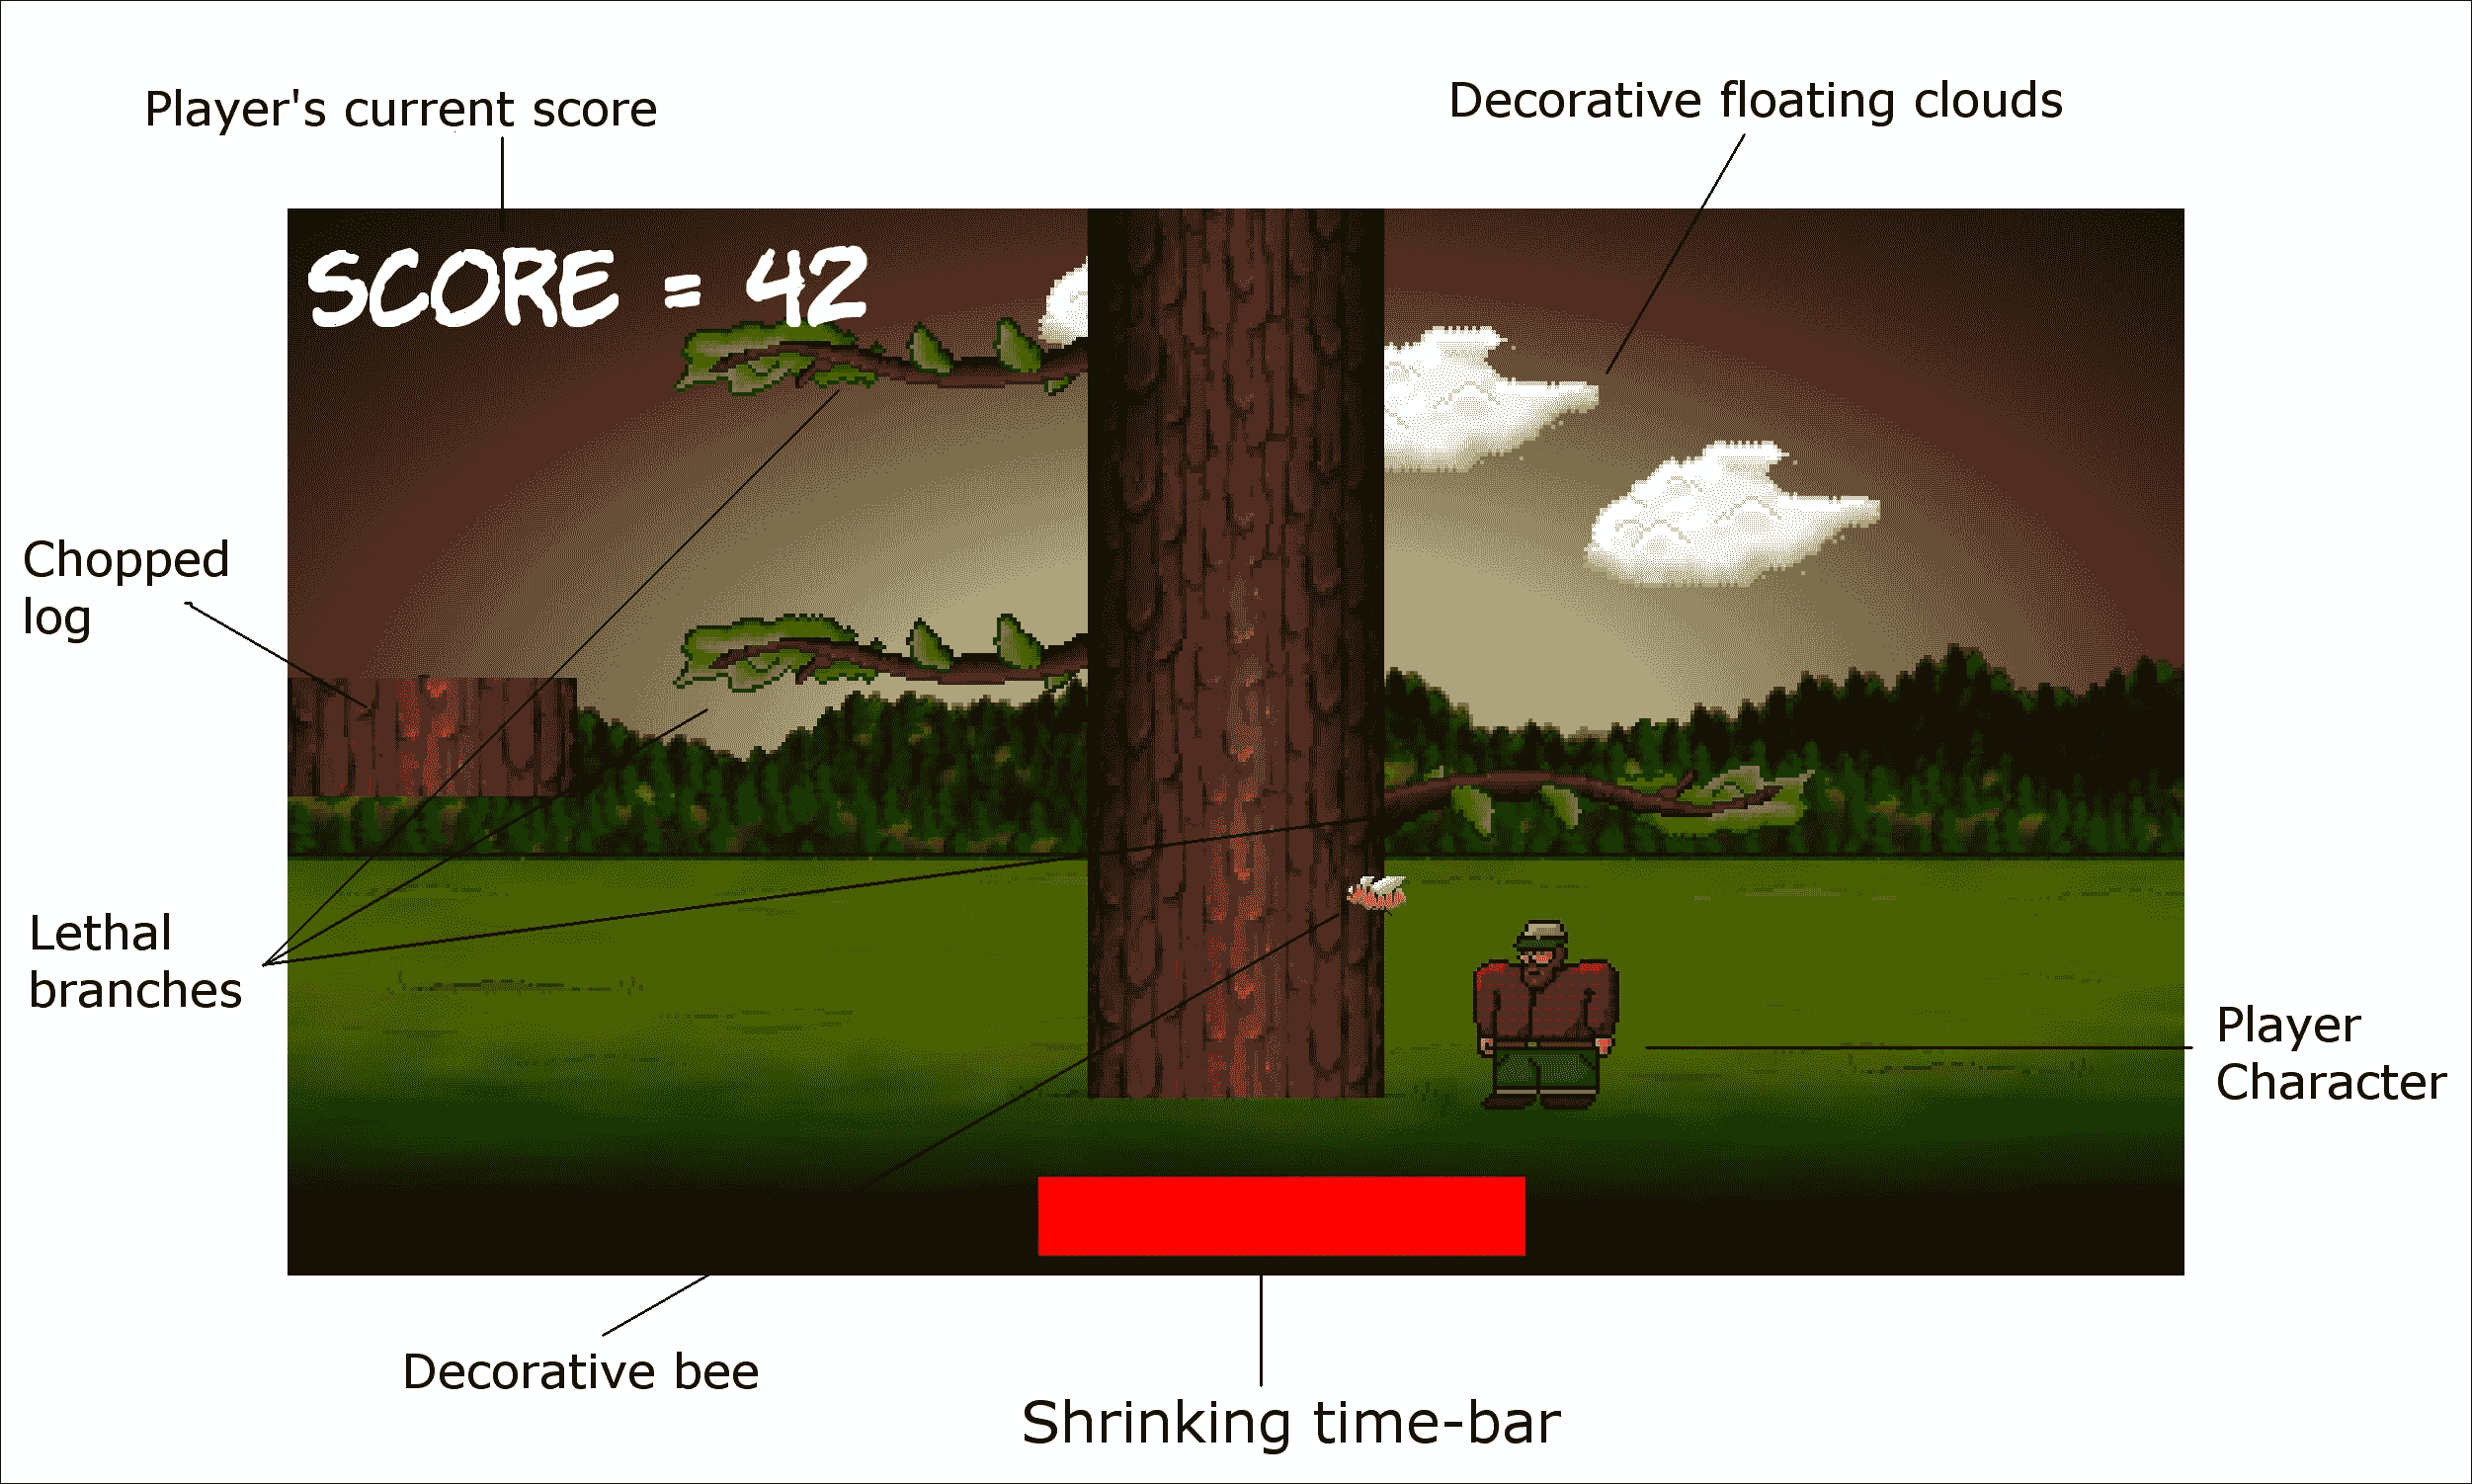 Player's current score
Decorative floating clouds
SCORE = 42
Chopped
log
Lethal
branches
Player
Character
Decorative bee
Shrinking time-bar